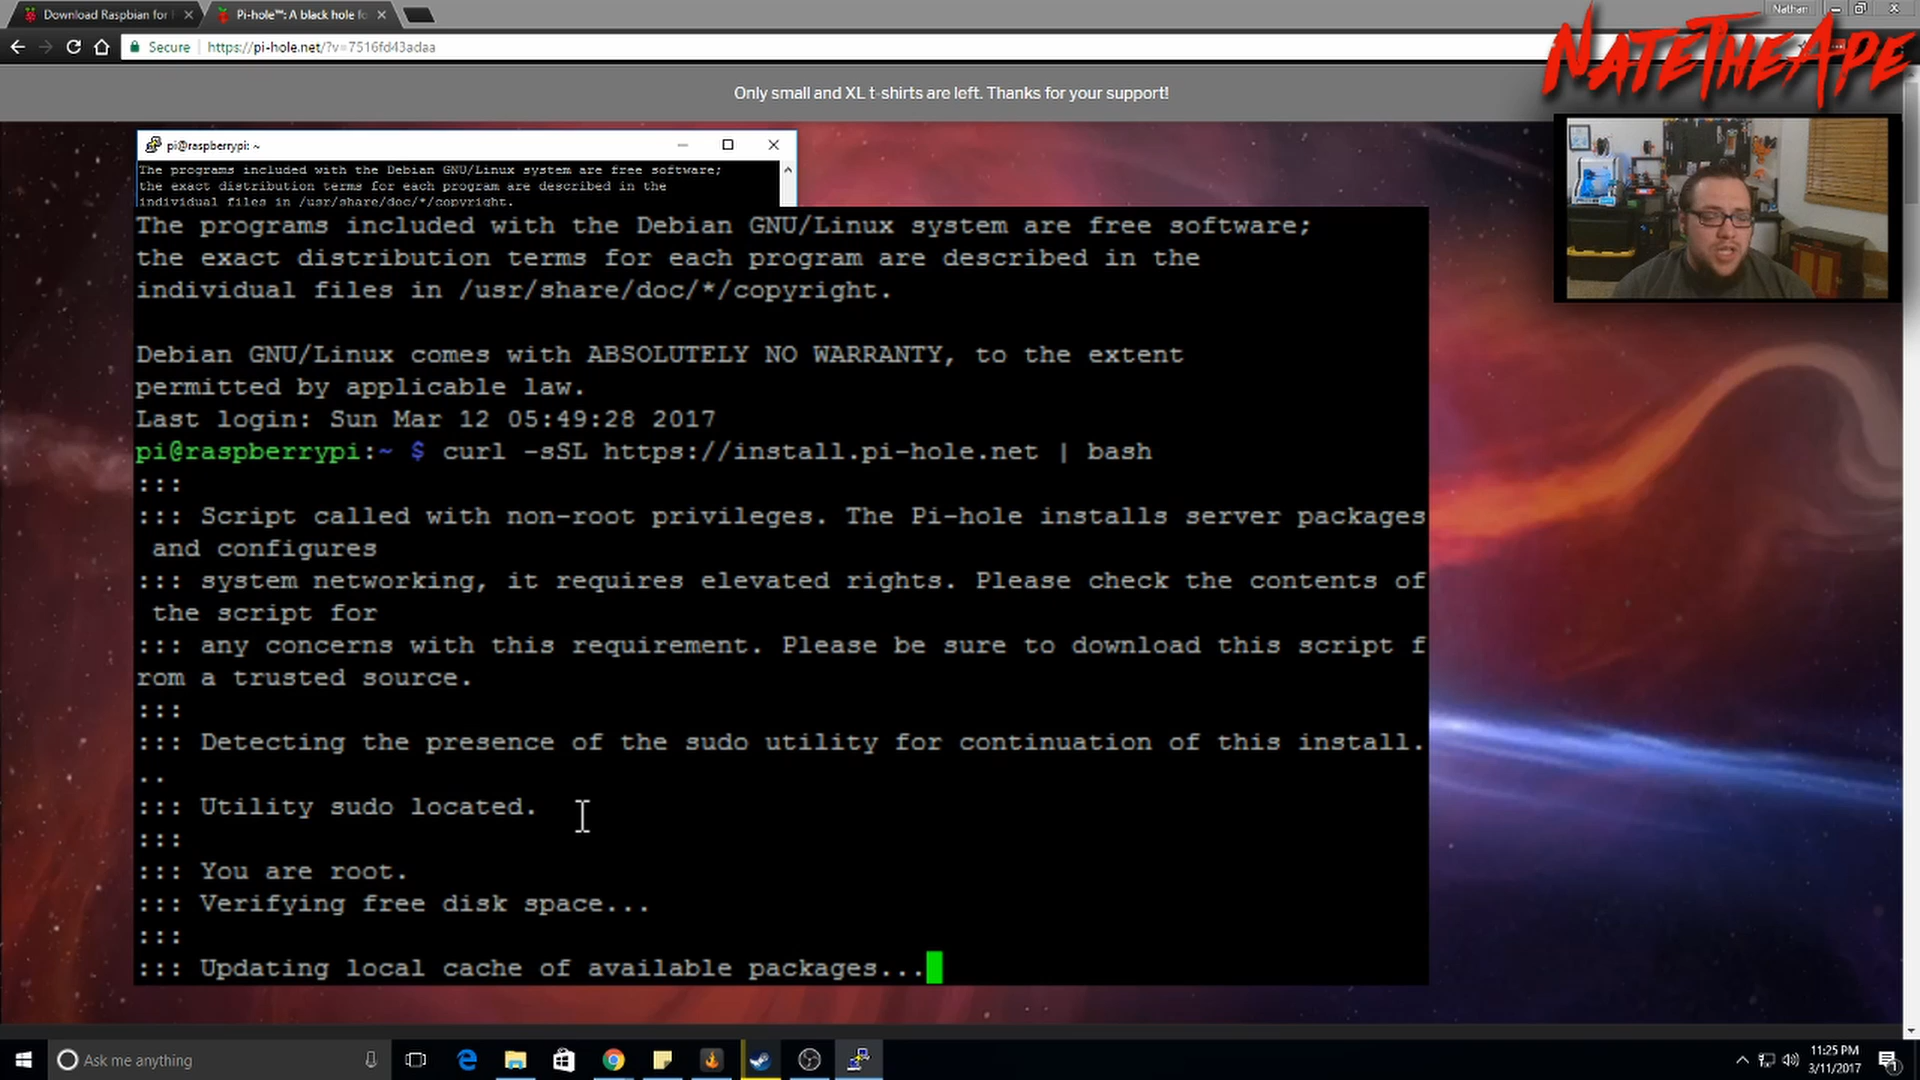 Download Raspbian for
Pi-hole™: A black hole fo
Nathan
Secure
https://pi-hole.net/?v=7516fd43adaa
NATETHEAPE
Only small and XL t-shirts are left. Thanks for your support!
pi@raspberrypi: ~
The programs included with the Debian GNU/Linux system are free software;
the exact distribution terms for each program are described in the
individual files in /usr/share/doc/*/copyright.
The programs included with the Debian GNU/Linux system are free software;
the exact distribution terms for each program are described in the
individual files in /usr/share/doc/*/copyright.
Debian GNU/Linux comes with ABSOLUTELY NO WARRANTY, to the extent
permitted by applicable law.
Last login: Sun Mar 12 05:49:28 2017
pi@raspberrypi:~ $ curl -sSL https://install.pi-hole.net | bash
:::
::: Script called with non-root privileges. The Pi-hole installs server packages
and configures
::: system networking, it requires elevated rights. Please check the contents of
the script for
::: any concerns with this requirement. Please be sure to download this script f
rom a trusted source.
:::
::: Detecting the presence of the sudo utility for continuation of this install.
..
::: Utility sudo located.
:::
::: You are root.
::: Verifying free disk space...
:::
::: Updating local cache of available packages...
Ask me anything
11:25 PM
3/11/2017
1